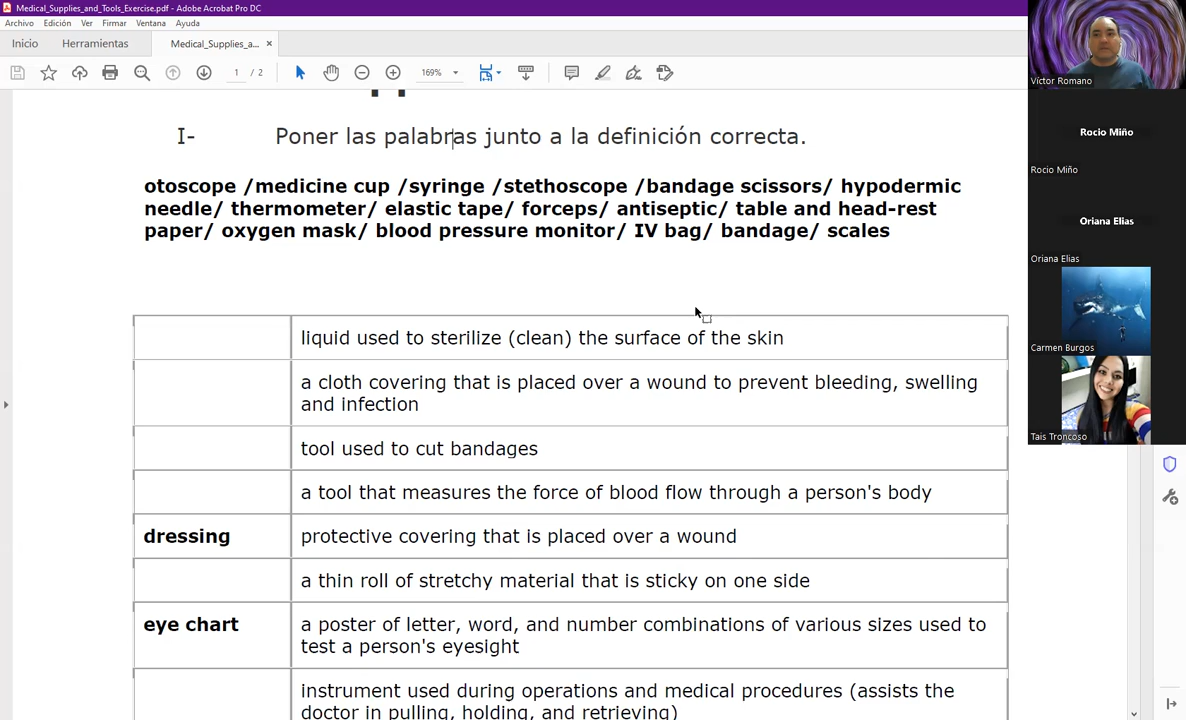 Medical_Supplies_and_Tools_Exercise.pdf - Adobe Acrobat Pro DC
Archivo Edición Ver Firmar Ventana Ayuda
Inicio Herramientas Medical_Supplies_a... ×
1 / 2 169%
I- Poner las palabras junto a la definición correcta.
otoscope /medicine cup /syringe /stethoscope /bandage scissors/ hypodermic
needle/ thermometer/ elastic tape/ forceps/ antiseptic/ table and head-rest
paper/ oxygen mask/ blood pressure monitor/ IV bag/ bandage/ scales
liquid used to sterilize (clean) the surface of the skin
a cloth covering that is placed over a wound to prevent bleeding, swelling
and infection
tool used to cut bandages
a tool that measures the force of blood flow through a person's body
dressing protective covering that is placed over a wound
a thin roll of stretchy material that is sticky on one side
eye chart a poster of letter, word, and number combinations of various sizes used to
test a person's eyesight
instrument used during operations and medical procedures (assists the
doctor in pulling, holding, and retrieving)
Víctor Romano
Rocio Miño
Rocio Miño
Oriana Elias
Oriana Elias
Carmen Burgos
Tais Troncoso